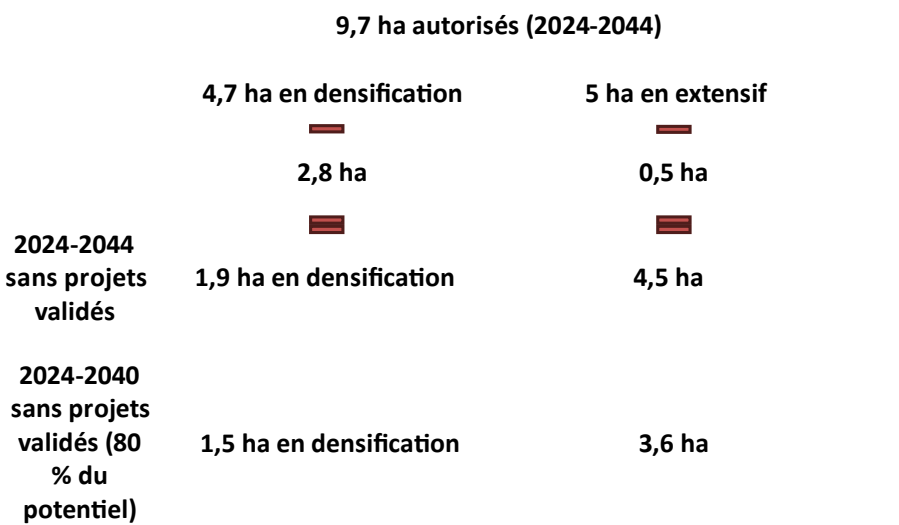 9,7 ha autorisés (2024-2044)
4,7 ha en densification
5 ha en extensif
2,8 ha
0,5 ha
2024-2044
sans projets
validés
1,9 ha en densification
4,5 ha
2024-2040
sans projets
validés (80
% du
potentiel)
1,5 ha en densification
3,6 ha